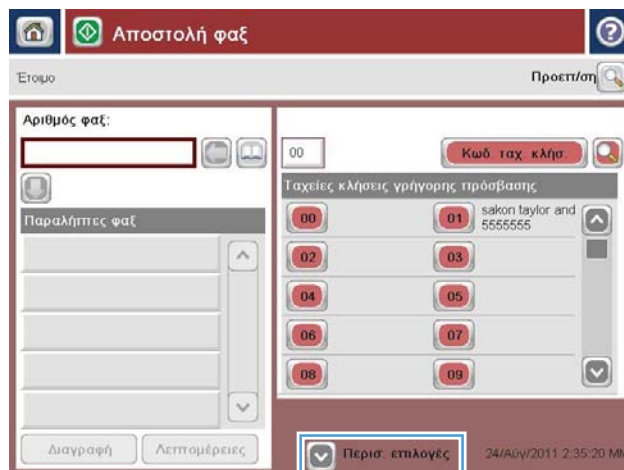 Αποστολή φαξ
?
Έτοιμο
Προεπ/ση
Αριθμός φαξ:
00
Κωδ. ταχ. κλήσ.
Ταχείες κλήσεις γρήγορης πρόσβασης
Παραλήπτες φαξ
00
01 sakon taylor and 5555555
02
03
04
05
06
07
08
09
Διαγραφή
Λεπτομέρειες
Περισ. επιλογές
24/Αύγ/2011 2:35:20 ΜΜ